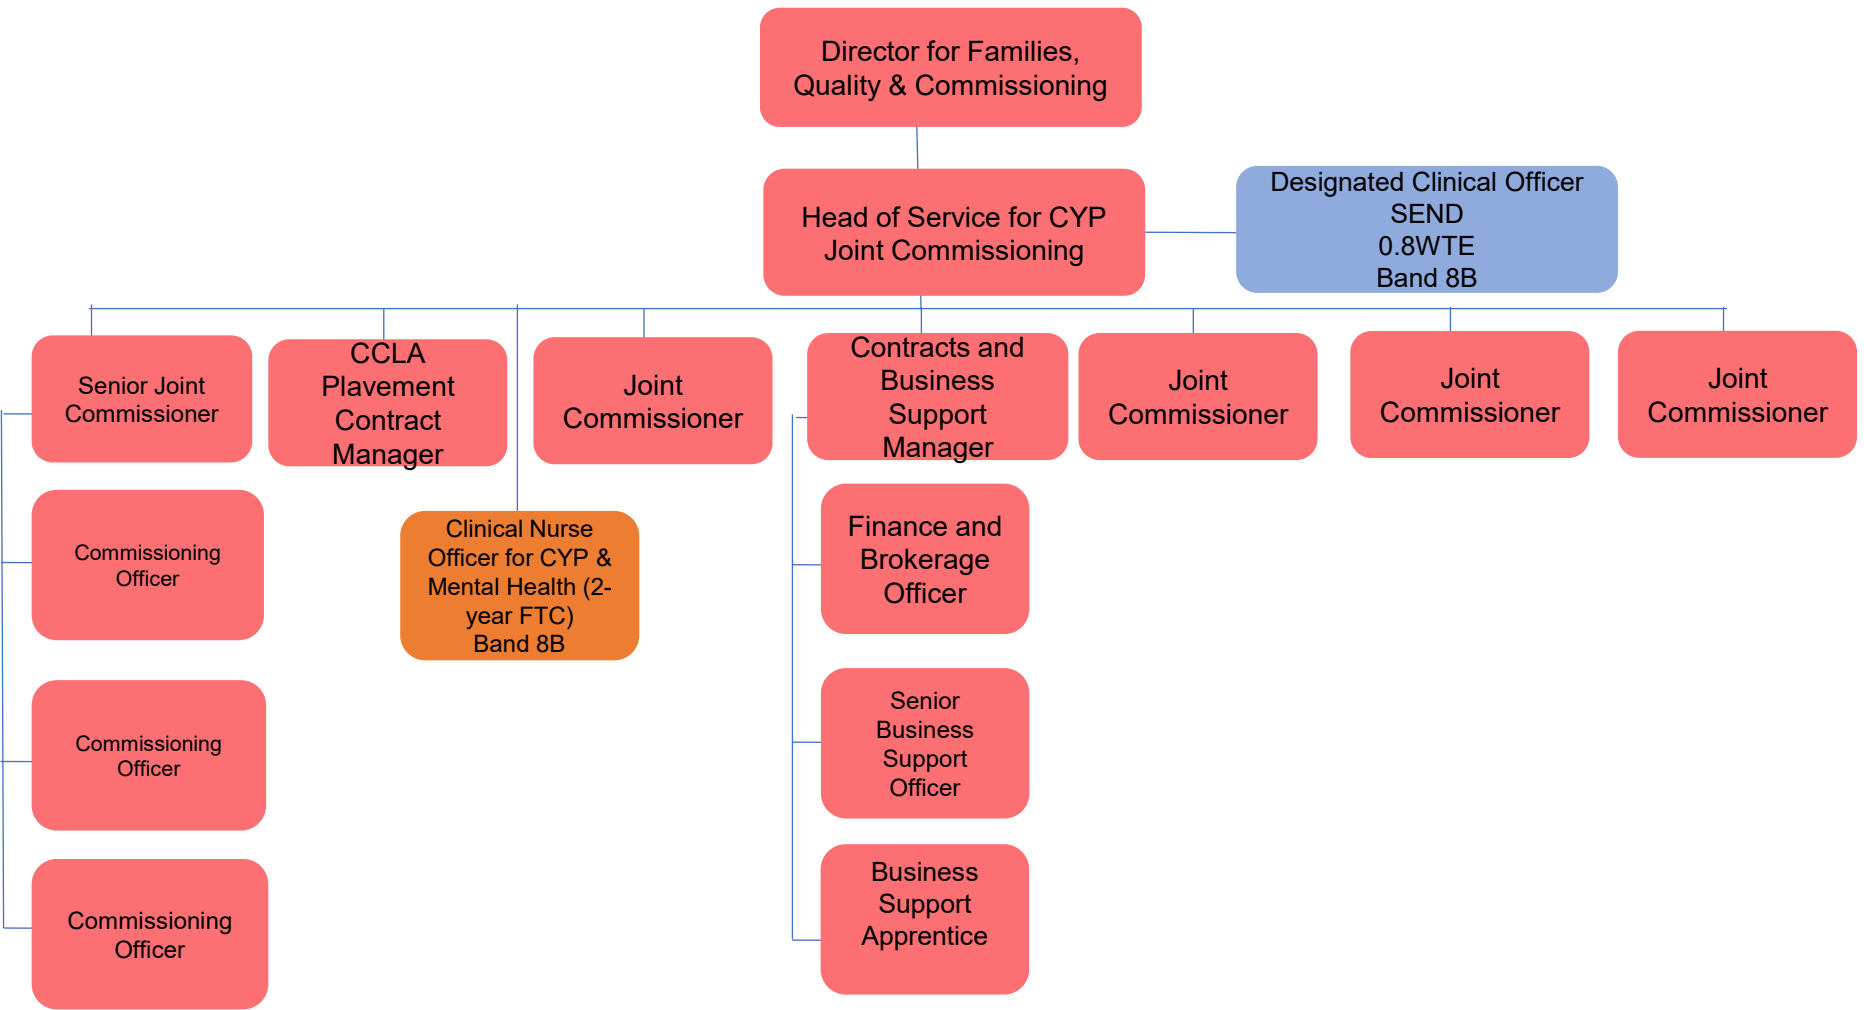 Director for Families,
Quality & Commissioning
Head of Service for CYP
Joint Commissioning
Designated Clinical Officer
SEND
0.8WTE
Band 8B
Senior Joint
Commissioner
CCLA
Plavement
Contract
Manager
Joint
Commissioner
Contracts and
Business
Support
Manager
Joint
Commissioner
Joint
Commissioner
Joint
Commissioner
Commissioning
Officer
Clinical Nurse
Officer for CYP &
Mental Health (2-
year FTC)
Band 8B
Finance and
Brokerage
Officer
Commissioning
Officer
Senior
Business
Support
Officer
Commissioning
Officer
Business
Support
Apprentice